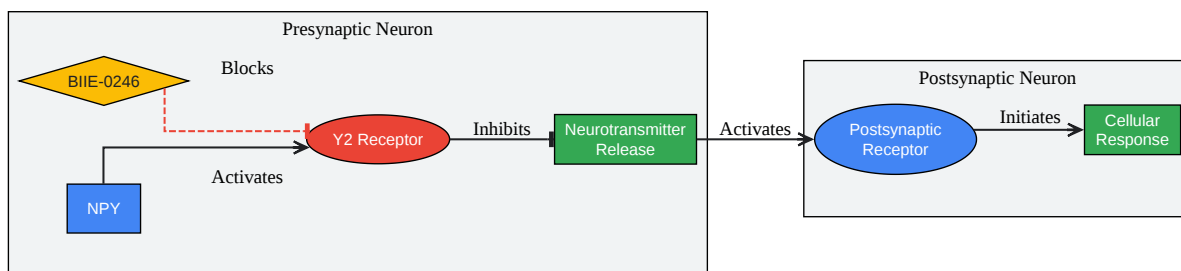 Presynaptic Neuron
BIIE-0246
Blocks
Y2 Receptor
Inhibits
Neurotransmitter
Release
Activates
NPY
Activates
Postsynaptic Neuron
Postsynaptic
Receptor
Initiates
Cellular
Response